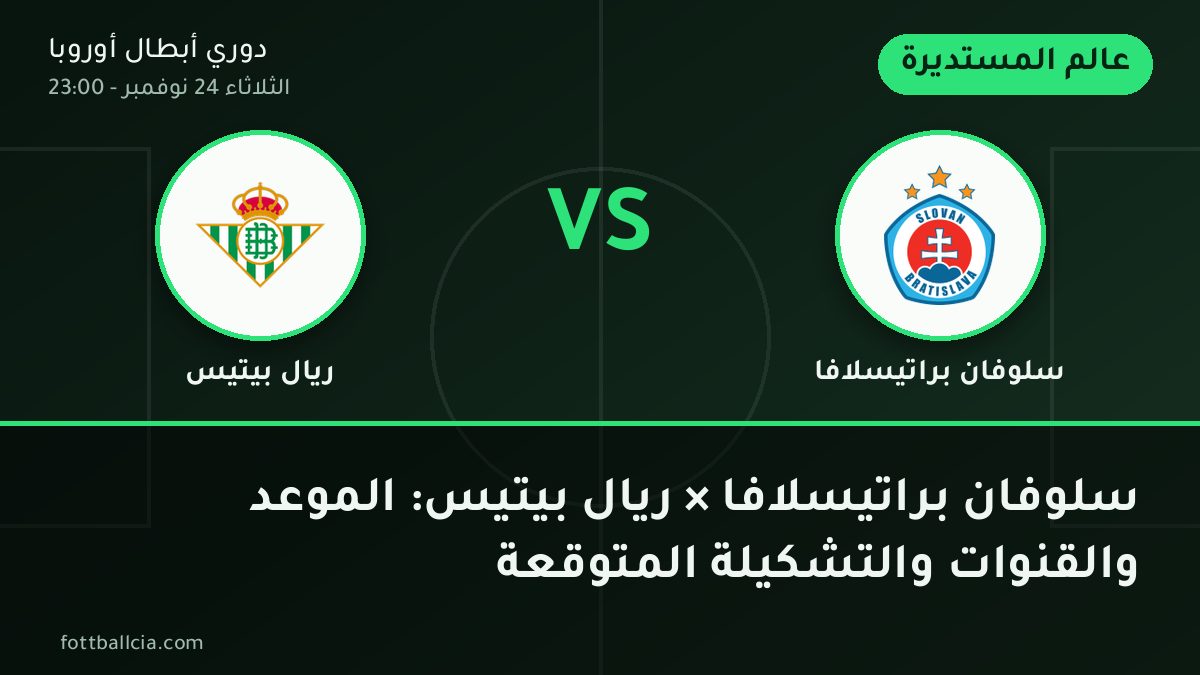 عالم المستديرة
دوري أبطال أوروبا
الثلاثاء 24 نوفمبر - 23:00
SLOVAN
BRATISLAVA
VS
سلوفان براتيسلافا
ريال بيتيس
سلوفان براتيسلافا × ريال بيتيس: الموعد
والقنوات والتشكيلة المتوقعة
fottballcia.com